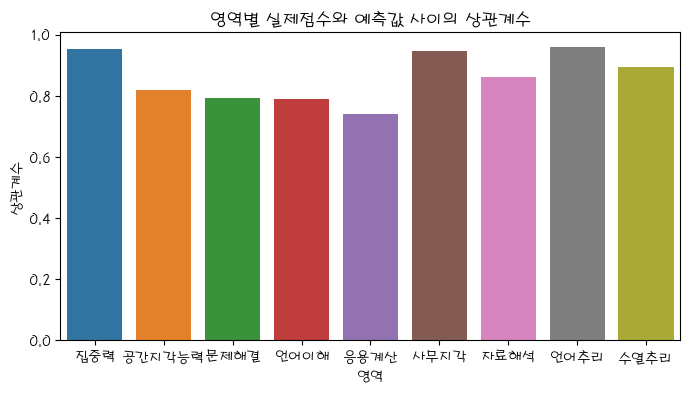 영역별 실제점수와 예측값 사이의 상관계수
상관계수
1.0
0.8
0.6
0.4
0.2
0.0
집중력 공간지각능력 문제해결 언어이해 응용계산 사무지각 자료해석 언어추리 수열추리
영역